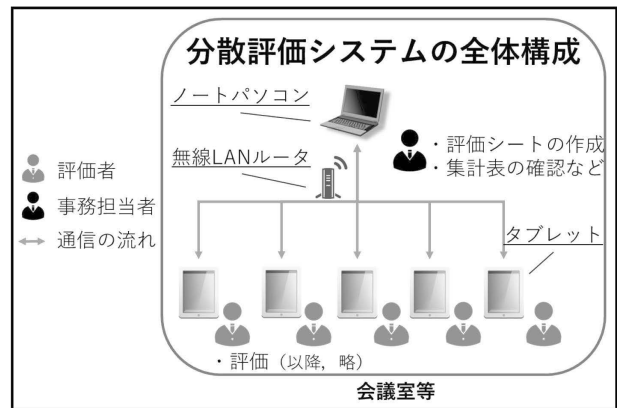 分散評価システムの全体構成
ノートパソコン
・評価シートの作成
・集計表の確認など
無線LANルータ
評価者
事務担当者
通信の流れ
タブレット
・評価（以降，略）
会議室等